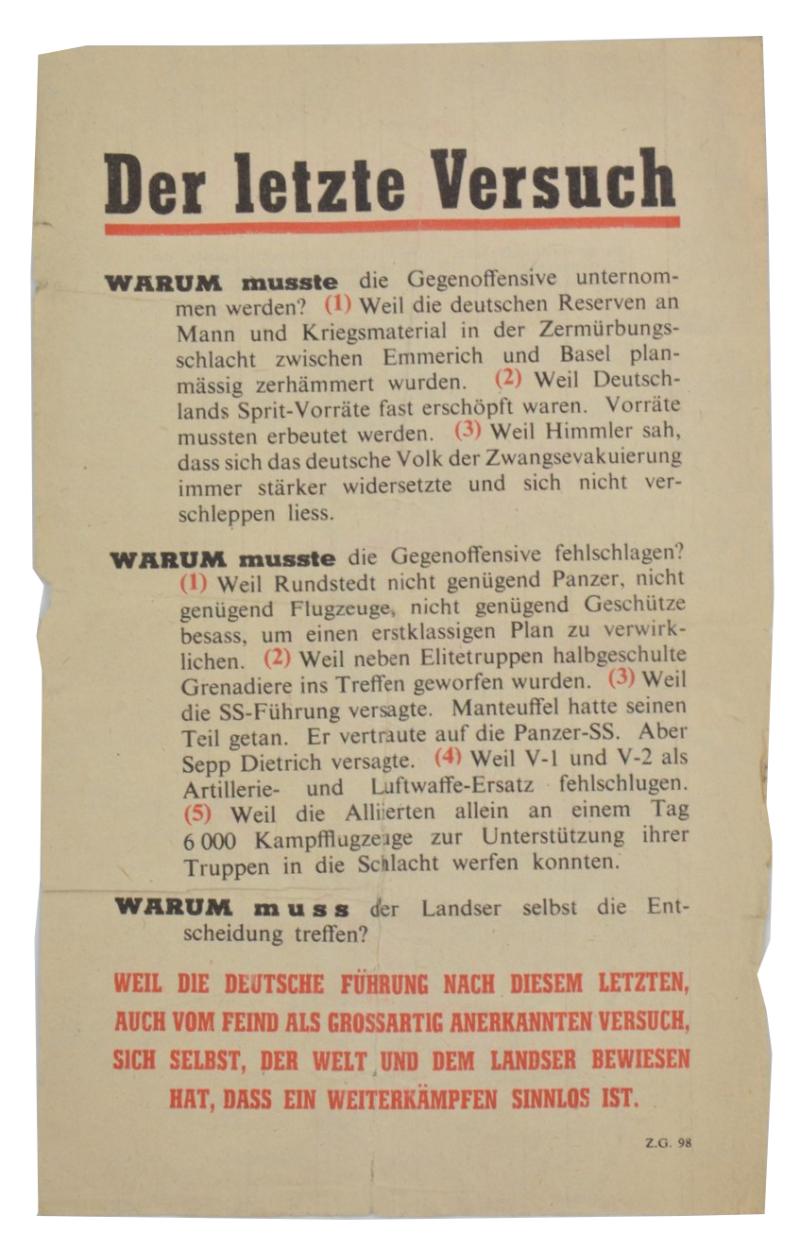 Der letzte Versuch
WARUM musste die Gegenoffensive unternom-
men werden? (1) Weil die deutschen Reserven an
Mann und Kriegsmaterial in der Zermürbungs-
schlacht zwischen Emmerich und Basel plan-
mässig zerhämmert wurden. (2) Weil Deutsch-
lands Sprit-Vorräte fast erschöpft waren. Vorräte
mussten erbeutet werden. (3) Weil Himmler sah,
dass sich das deutsche Volk der Zwangsevakuierung
immer stärker widersetzte und sich nicht ver-
schleppen liess.
WARUM musste die Gegenoffensive fehlschlagen?
(1) Weil Rundstedt nicht genügend Panzer, nicht
genügend Flugzeuge, nicht genügend Geschütze
besass, um einen erstklassigen Plan zu verwirk-
lichen. (2) Weil neben Elitetruppen halbgeschulte
Grenadiere ins Treffen geworfen wurden. (3) Weil
die SS-Führung versagte. Manteuffel hatte seinen
Teil getan. Er vertraute auf die Panzer-SS. Aber
Sepp Dietrich versagte. (4) Weil V-1 und V-2 als
Artillerie- und Luftwaffe-Ersatz fehlschlugen.
(5) Weil die Alliierten allein an einem Tag
6 000 Kampfflugzeuge zur Unterstützung ihrer
Truppen in die Schlacht werfen konnten.
WARUM muss der Landser selbst die Ent-
scheidung treffen?
WEIL DIE DEUTSCHE FÜHRUNG NACH DIESEM LETZTEN,
AUCH VOM FEIND ALS GROSSARTIG ANERKANNTEN VERSUCH,
SICH SELBST, DER WELT UND DEM LANDSER BEWIESEN
HAT, DASS EIN WEITERKÄMPFEN SINNLOS IST.
Z.G. 98